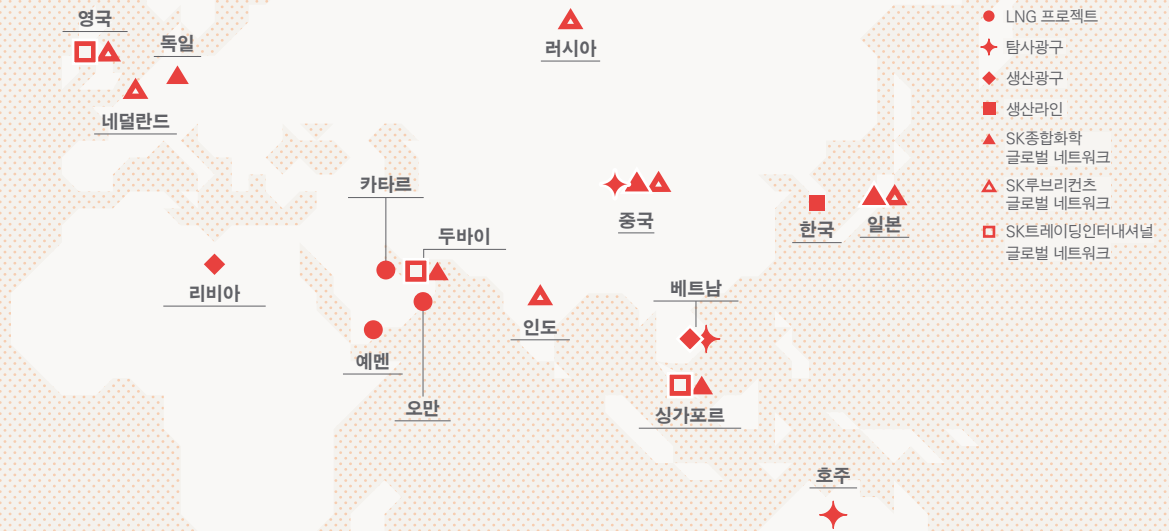 영국
독일
네덜란드
러시아
카타르
두바이
리비아
예멘
오만
인도
중국
한국
일본
베트남
싱가포르
호주
LNG 프로젝트
탐사광구
생산광구
생산라인
SK종합화학
글로벌 네트워크
SK루브리컨츠
글로벌 네트워크
SK트레이딩인터내셔널
글로벌 네트워크